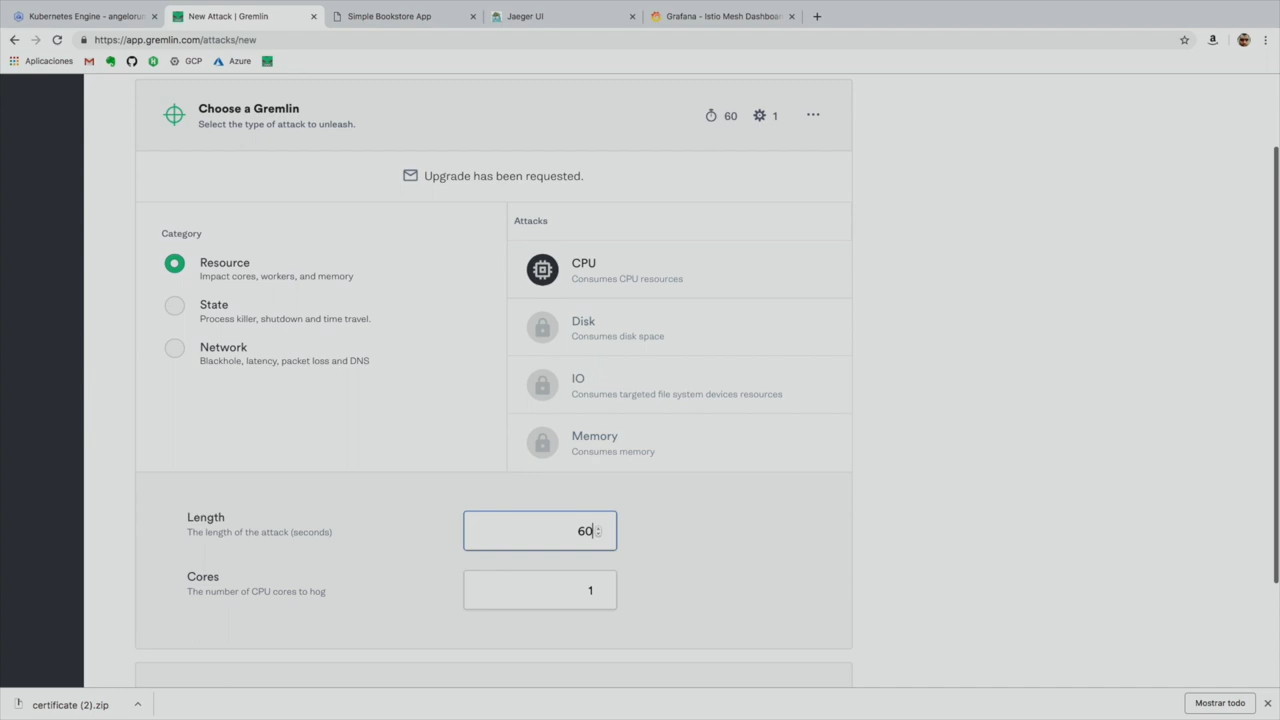 Kubernetes Engine - angelorus
New Attack | Gremlin
Simple Bookstore App
Jaeger UI
Grafana - Istio Mesh Dashboar
https://app.gremlin.com/attacks/new
Aplicaciones
GCP
Azure
Choose a Gremlin
Select the type of attack to unleash.
60
1
Upgrade has been requested.
Category
Resource
Impact cores, workers, and memory
State
Process killer, shutdown and time travel.
Network
Blackhole, latency, packet loss and DNS
Attacks
CPU
Consumes CPU resources
Disk
Consumes disk space
IO
Consumes targeted file system devices resources
Memory
Consumes memory
Length
The length of the attack (seconds)
60
Cores
The number of CPU cores to hog
1
certificate (2).zip
Mostrar todo